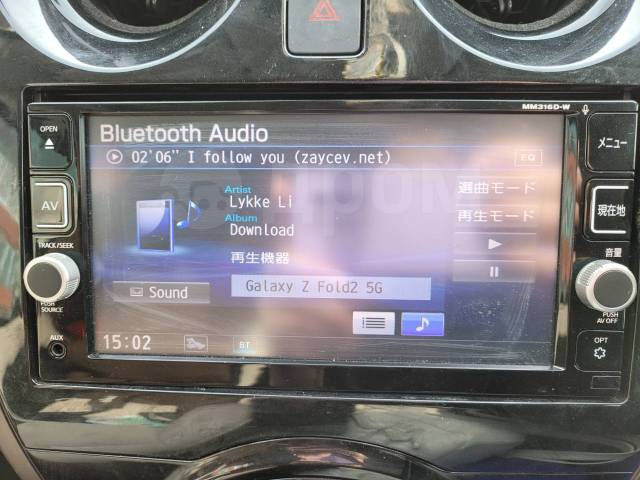 MM316D-W
OPEN
AV
TRACK/SEEK
PUSH
SOURCE
AUX
Bluetooth Audio
02'06" I follow you (zaycev.net)
EQ
Artist
Lykke Li
Album
Download
再生機器
Galaxy Z Fold2 5G
選曲モード
再生モード
Sound
15:02
BT
メニュー
現在地
音量
PUSH
AV OFF
OPT